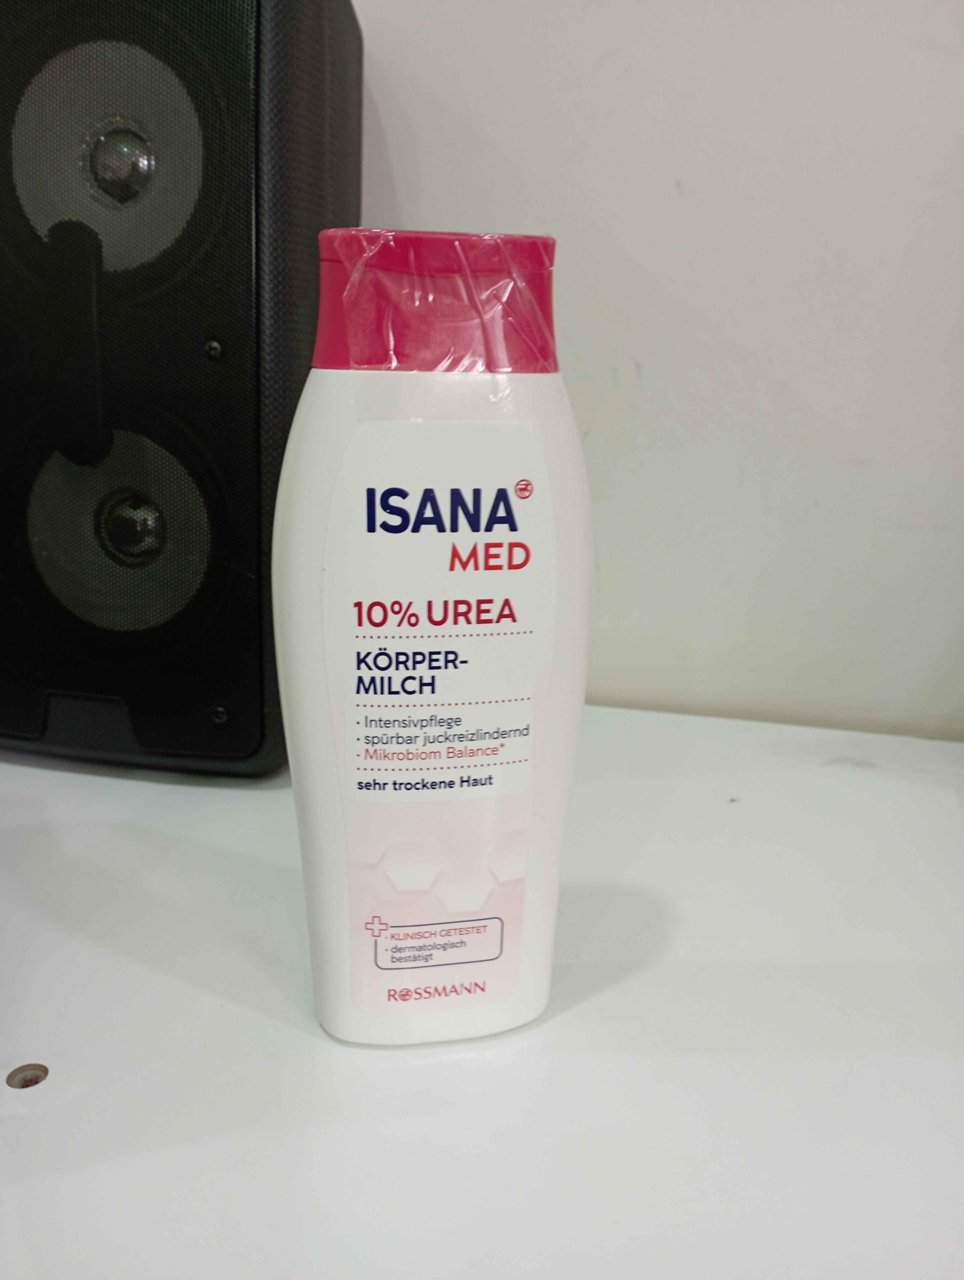 ISANA
MED
10% UREA
KÖRPER-
MILCH
· Intensivpflege
· spürbar juckreizlindernd
· Mikrobiom Balance*
sehr trockene Haut
· KLINISCH GETESTET
· dermatologisch
bestätigt
ROSSMANN